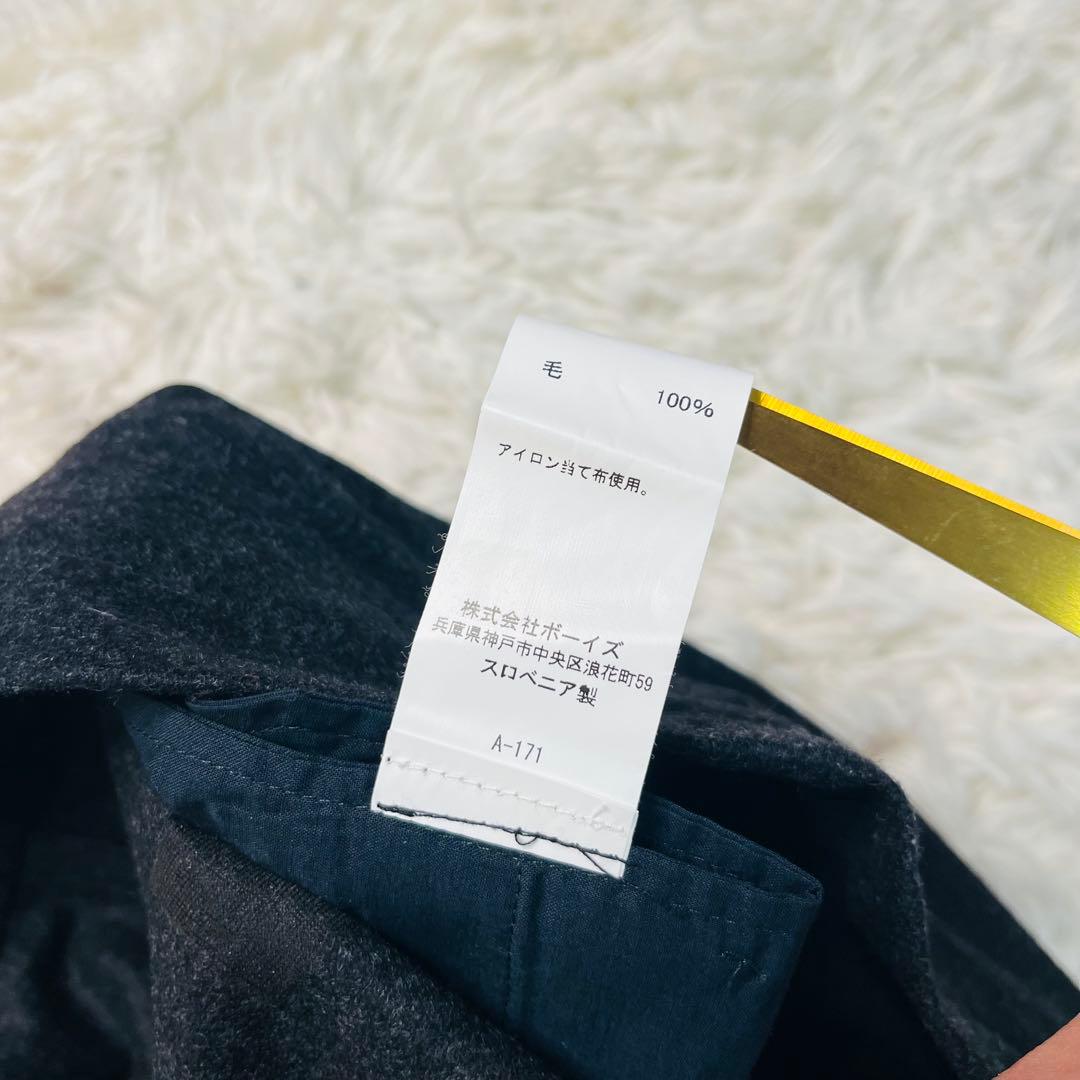 毛 100%
アイロン当て布使用。
株式会社ボーイズ
兵庫県神戸市中央区浪花町59
スロベニア製
A-171